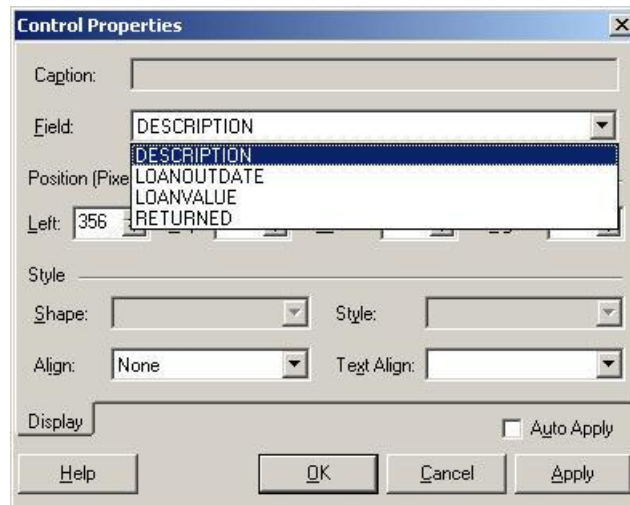 Control Properties
Caption:
Field: DESCRIPTION
DESCRIPTION
LOANOUTDATE
LOANVALUE
RETURNED
Position (Pixe
Left: 356
Style
Shape: Style:
Align: None Text Align:
Display
Auto Apply
Help OK Cancel Apply